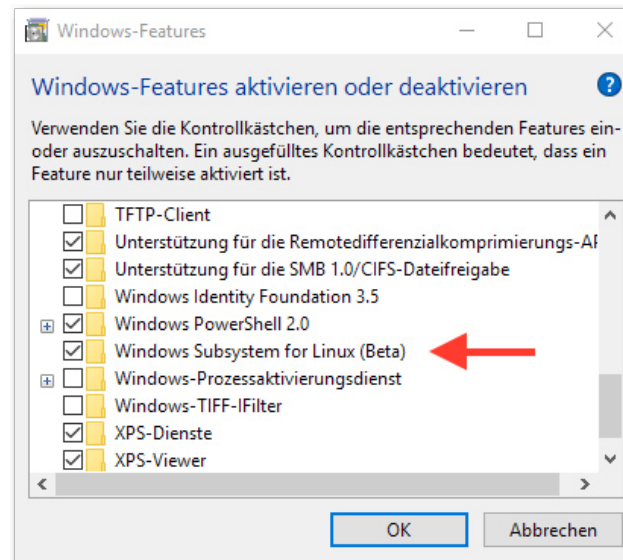 Windows-Features
Windows-Features aktivieren oder deaktivieren
Verwenden Sie die Kontrollkästchen, um die entsprechenden Features ein-
oder auszuschalten. Ein ausgefülltes Kontrollkästchen bedeutet, dass ein
Feature nur teilweise aktiviert ist.
TFTP-Client
Unterstützung für die Remotedifferenzialkomprimierungs-AP
Unterstützung für die SMB 1.0/CIFS-Dateifreigabe
Windows Identity Foundation 3.5
Windows PowerShell 2.0
Windows Subsystem for Linux (Beta)
Windows-Prozessaktivierungsdienst
Windows-TIFF-IFilter
XPS-Dienste
XPS-Viewer
OK Abbrechen